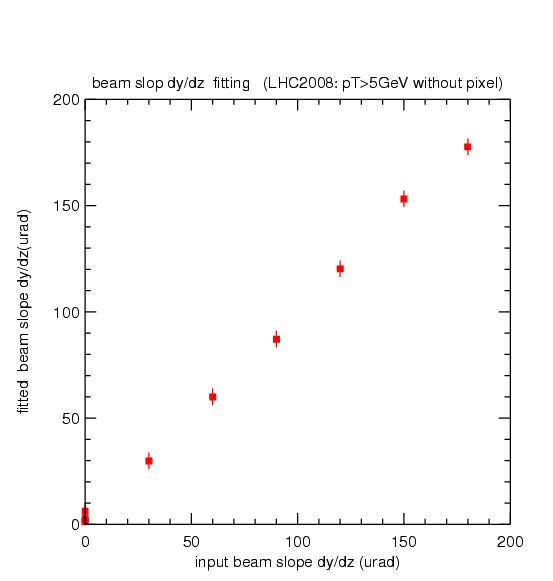 beam slop dy/dz fitting (LHC2008: pT>5GeV without pixel)
200
150
100
50
0
fitted beam slope dy/dz(urad)
0 50 100 150 200
input beam slope dy/dz (urad)